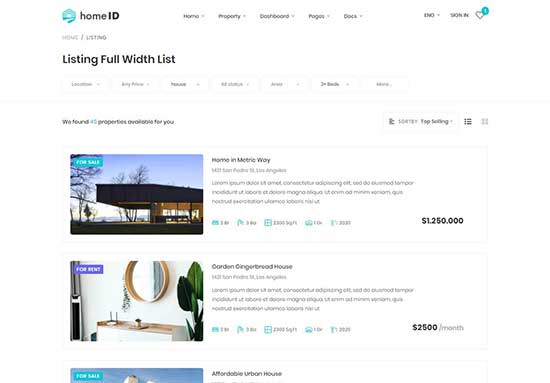 homeID
Home Property Dashboard Pages Docs
ENG SIGN IN 1
HOME / LISTING
Listing Full Width List
Location Any Price house All status Area 2+ Beds More...
We found 45 properties available for you
SORT BY: Top Selling
FOR SALE
Home in Metric Way
1421 San Pedro St, Los Angeles
Lorem ipsum dolor sit amet, consectetur adipiscing elit, sed do eiusmod tempor
incididunt ut labore et dolore magna aliqua. Ut enim ad minim veniam, quis
nostrud exercitation ullamco laboris nisi ut
3 Br 3 Ba 2300 Sq.Ft 1 Gr 2020
$1.250.000
FOR RENT
Garden Gingerbread House
1421 San Pedro St, Los Angeles
Lorem ipsum dolor sit amet, consectetur adipiscing elit, sed do eiusmod tempor
incididunt ut labore et dolore magna aliqua. Ut enim ad minim veniam, quis
nostrud exercitation ullamco laboris nisi ut
3 Br 3 Ba 2300 Sq.Ft 1 Gr 2020
$2500 /month
FOR SALE
Affordable Urban House